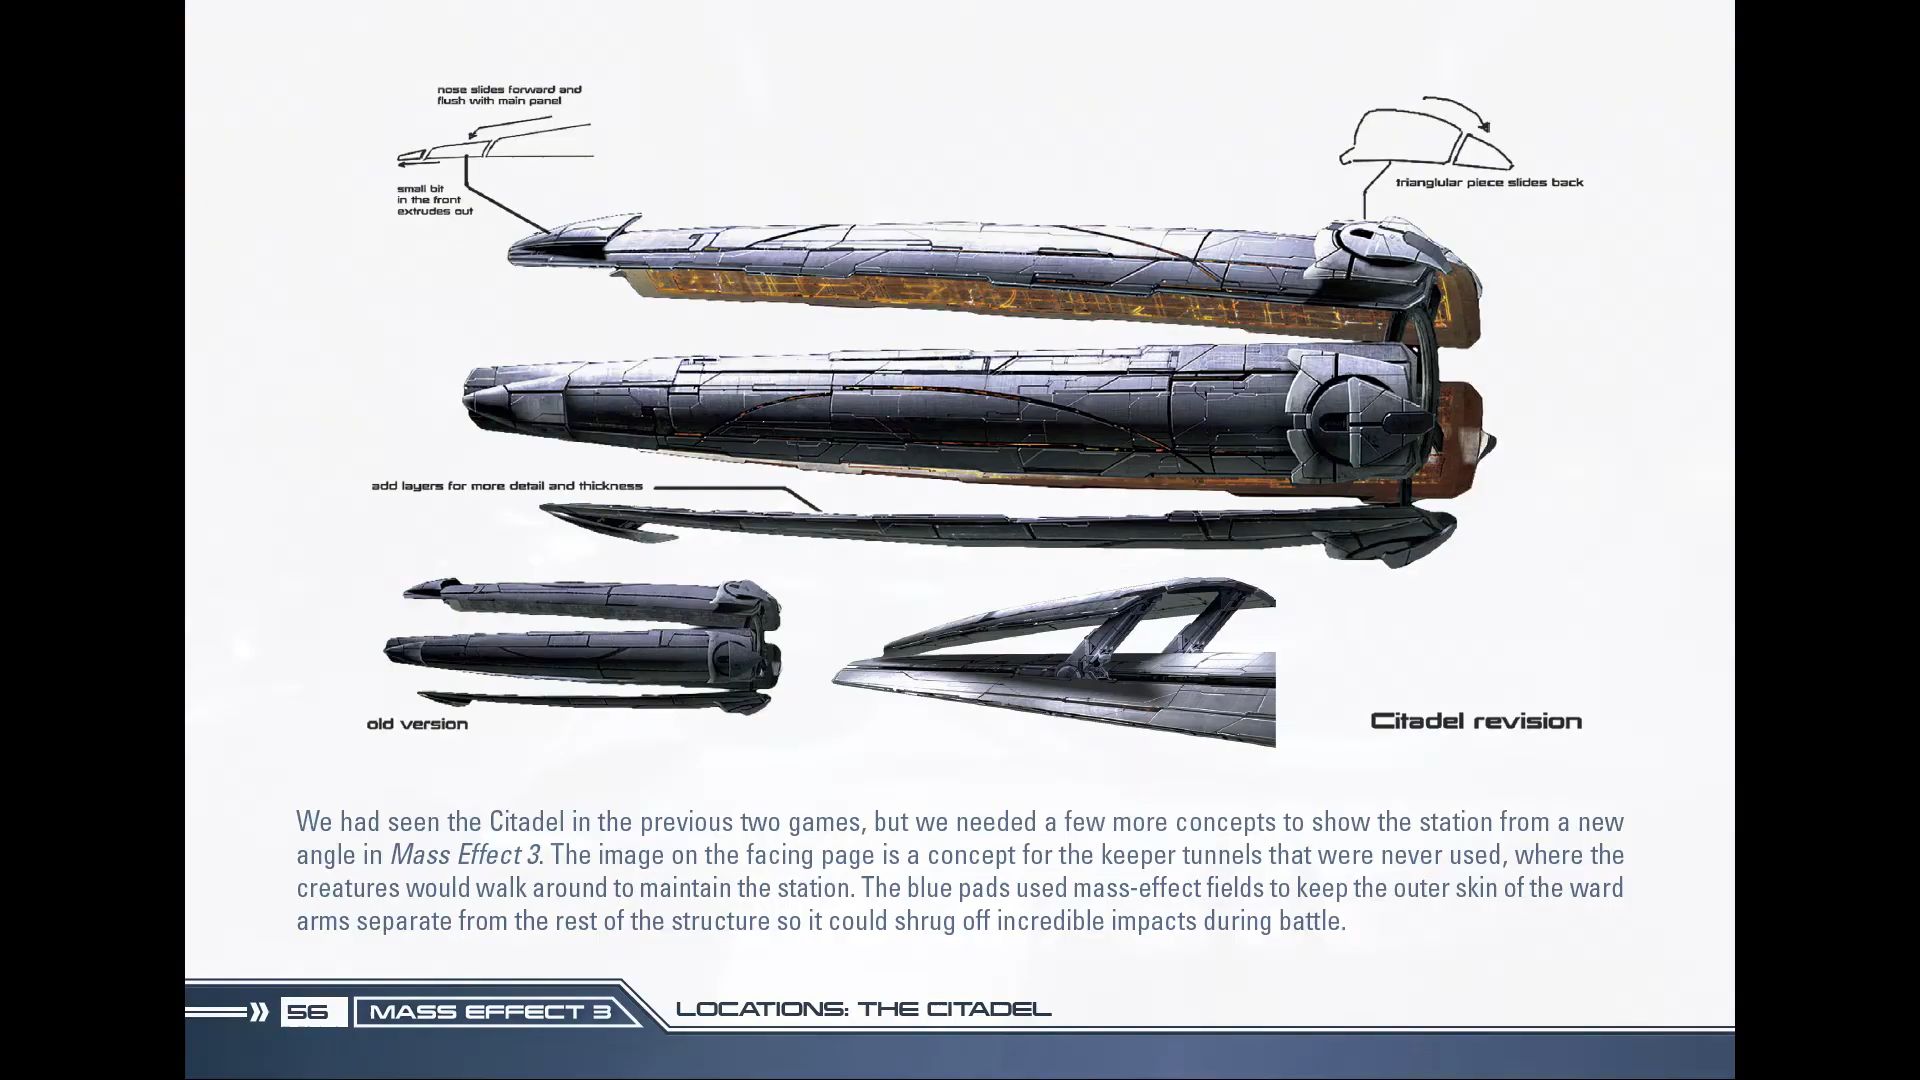 nose slides forward and
flush with main panel
small bit
in the front
extrudes out
trianglular piece slides back
add layers for more detail and thickness
old version
Citadel revision
We had seen the Citadel in the previous two games, but we needed a few more concepts to show the station from a new
angle in Mass Effect 3. The image on the facing page is a concept for the keeper tunnels that were never used, where the
creatures would walk around to maintain the station. The blue pads used mass-effect fields to keep the outer skin of the ward
arms separate from the rest of the structure so it could shrug off incredible impacts during battle.
56 MASS EFFECT 3 LOCATIONS: THE CITADEL